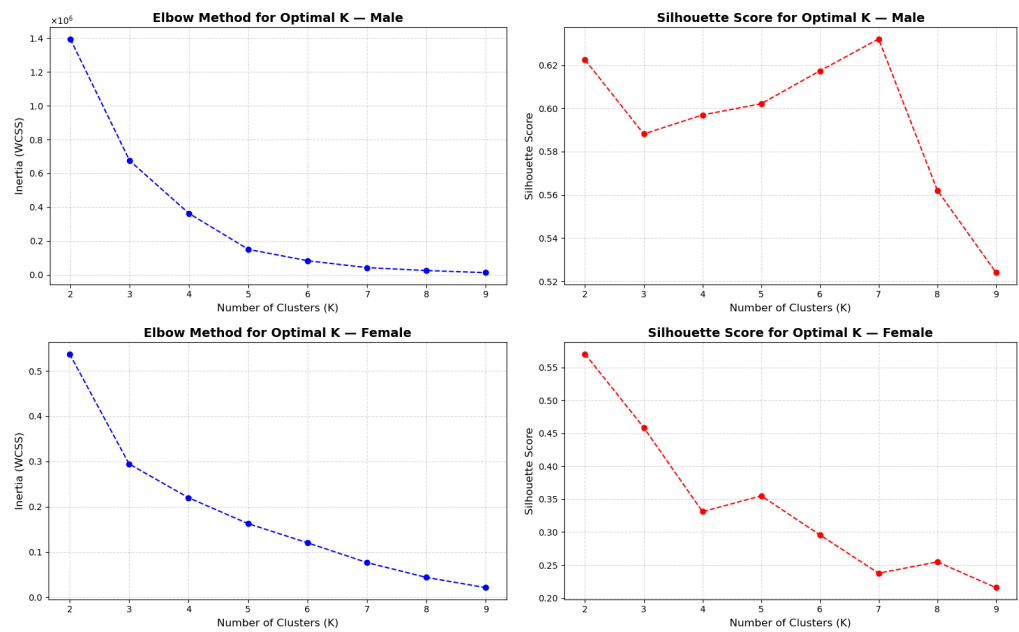 Elbow Method for Optimal K — Male
×10⁶
1.4
1.2
1.0
0.8
0.6
0.4
0.2
0.0
Inertia (WCSS)
2 3 4 5 6 7 8 9
Number of Clusters (K)
Silhouette Score for Optimal K — Male
0.62
0.60
0.58
0.56
0.54
0.52
Silhouette Score
2 3 4 5 6 7 8 9
Number of Clusters (K)
Elbow Method for Optimal K — Female
0.5
0.4
0.3
0.2
0.1
0.0
Inertia (WCSS)
2 3 4 5 6 7 8 9
Number of Clusters (K)
Silhouette Score for Optimal K — Female
0.55
0.50
0.45
0.40
0.35
0.30
0.25
0.20
Silhouette Score
2 3 4 5 6 7 8 9
Number of Clusters (K)